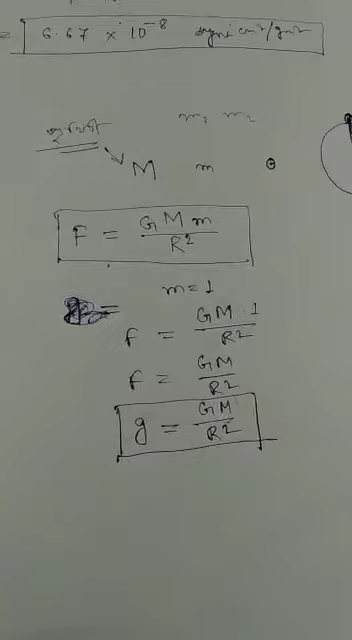 = 6.67 × 10⁻⁸ dyne cm²/gm²
m₁ m₂
পৃথিবী
M m
F = GMm/R²
m = 1
=
F = GM·1/R²
F = GM/R²
g = GM/R²